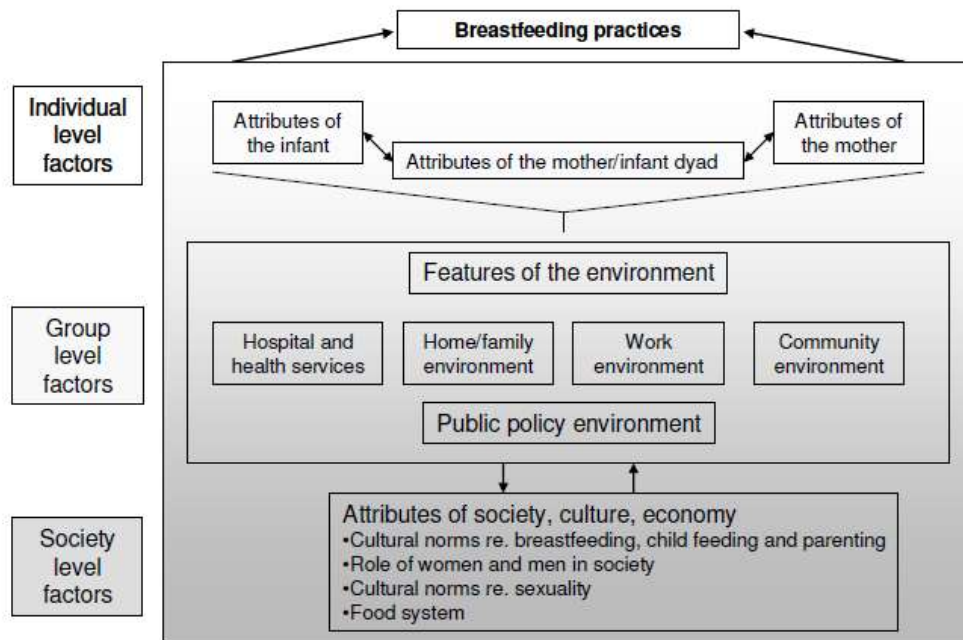 Breastfeeding practices
Individual
level
factors
Attributes of
the infant
Attributes of the mother/infant dyad
Attributes of
the mother
Features of the environment
Group
level
factors
Hospital and
health services
Home/family
environment
Work
environment
Community
environment
Public policy environment
Society
level
factors
Attributes of society, culture, economy
•Cultural norms re. breastfeeding, child feeding and parenting
•Role of women and men in society
•Cultural norms re. sexuality
•Food system